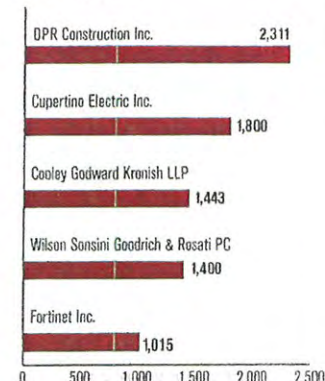 DPR Construction Inc.
2,311
Cupertino Electric Inc.
1,800
Cooley Godward Kronish LLP
1,443
Wilson Sonsini Goodrich & Rosati PC
1,400
Fortinet Inc.
1,015
0 500 1,000 1,500 2,000 2,500